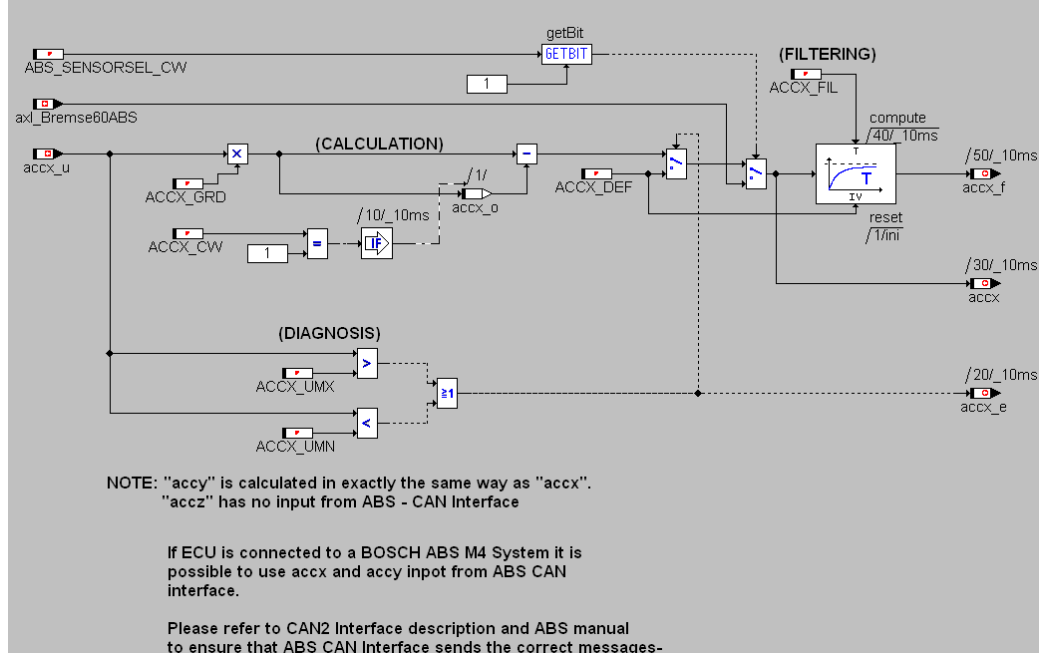 getBit
ABS_SENSORSEL_CW
GETBIT
1
(FILTERING)
ACCX_FIL
axl_Bremse60ABS
compute
/40/_10ms
accx_u
(CALCULATION)
×
-
T
T
IV
/50/_10ms
accx_f
ACCX_GRD
/1/
accx_o
ACCX_DEF
reset
/1/ini
ACCX_CW
1
=
/10/_10ms
IF
/30/_10ms
accx
(DIAGNOSIS)
>
ACCX_UMX
≥1
/20/_10ms
accx_e
<
ACCX_UMN
NOTE: "accy" is calculated in exactly the same way as "accx".
"accz" has no input from ABS - CAN Interface
If ECU is connected to a BOSCH ABS M4 System it is
possible to use accx and accy inpot from ABS CAN
interface.
Please refer to CAN2 Interface description and ABS manual
to ensure that ABS CAN Interface sends the correct messages-